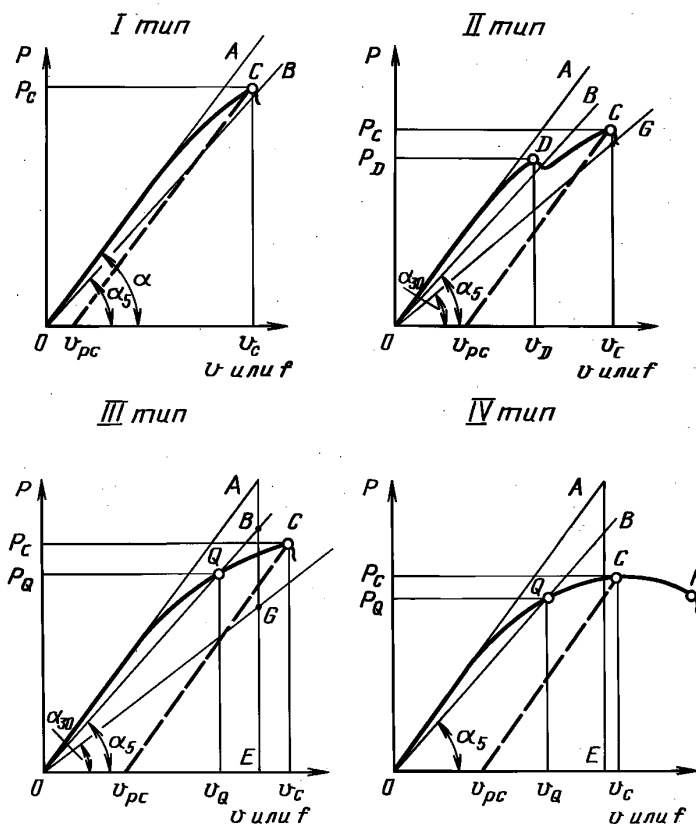 I тип
P
A
B
C
P_C
α
α_5
0
υ_pc
υ_C
υ или f
II тип
P
A
B
C
G
P_C
D
P_D
α_30
α_5
0
υ_pc
υ_D
υ_C
υ или f
III тип
P
A
B
C
P_C
Q
P_Q
G
α_30
α_5
0
υ_pc
υ_Q
E
υ_C
υ или f
IV тип
P
A
B
P_C
C
Q
P_Q
α_5
0
υ_pc
υ_Q
E
υ_C
υ или f